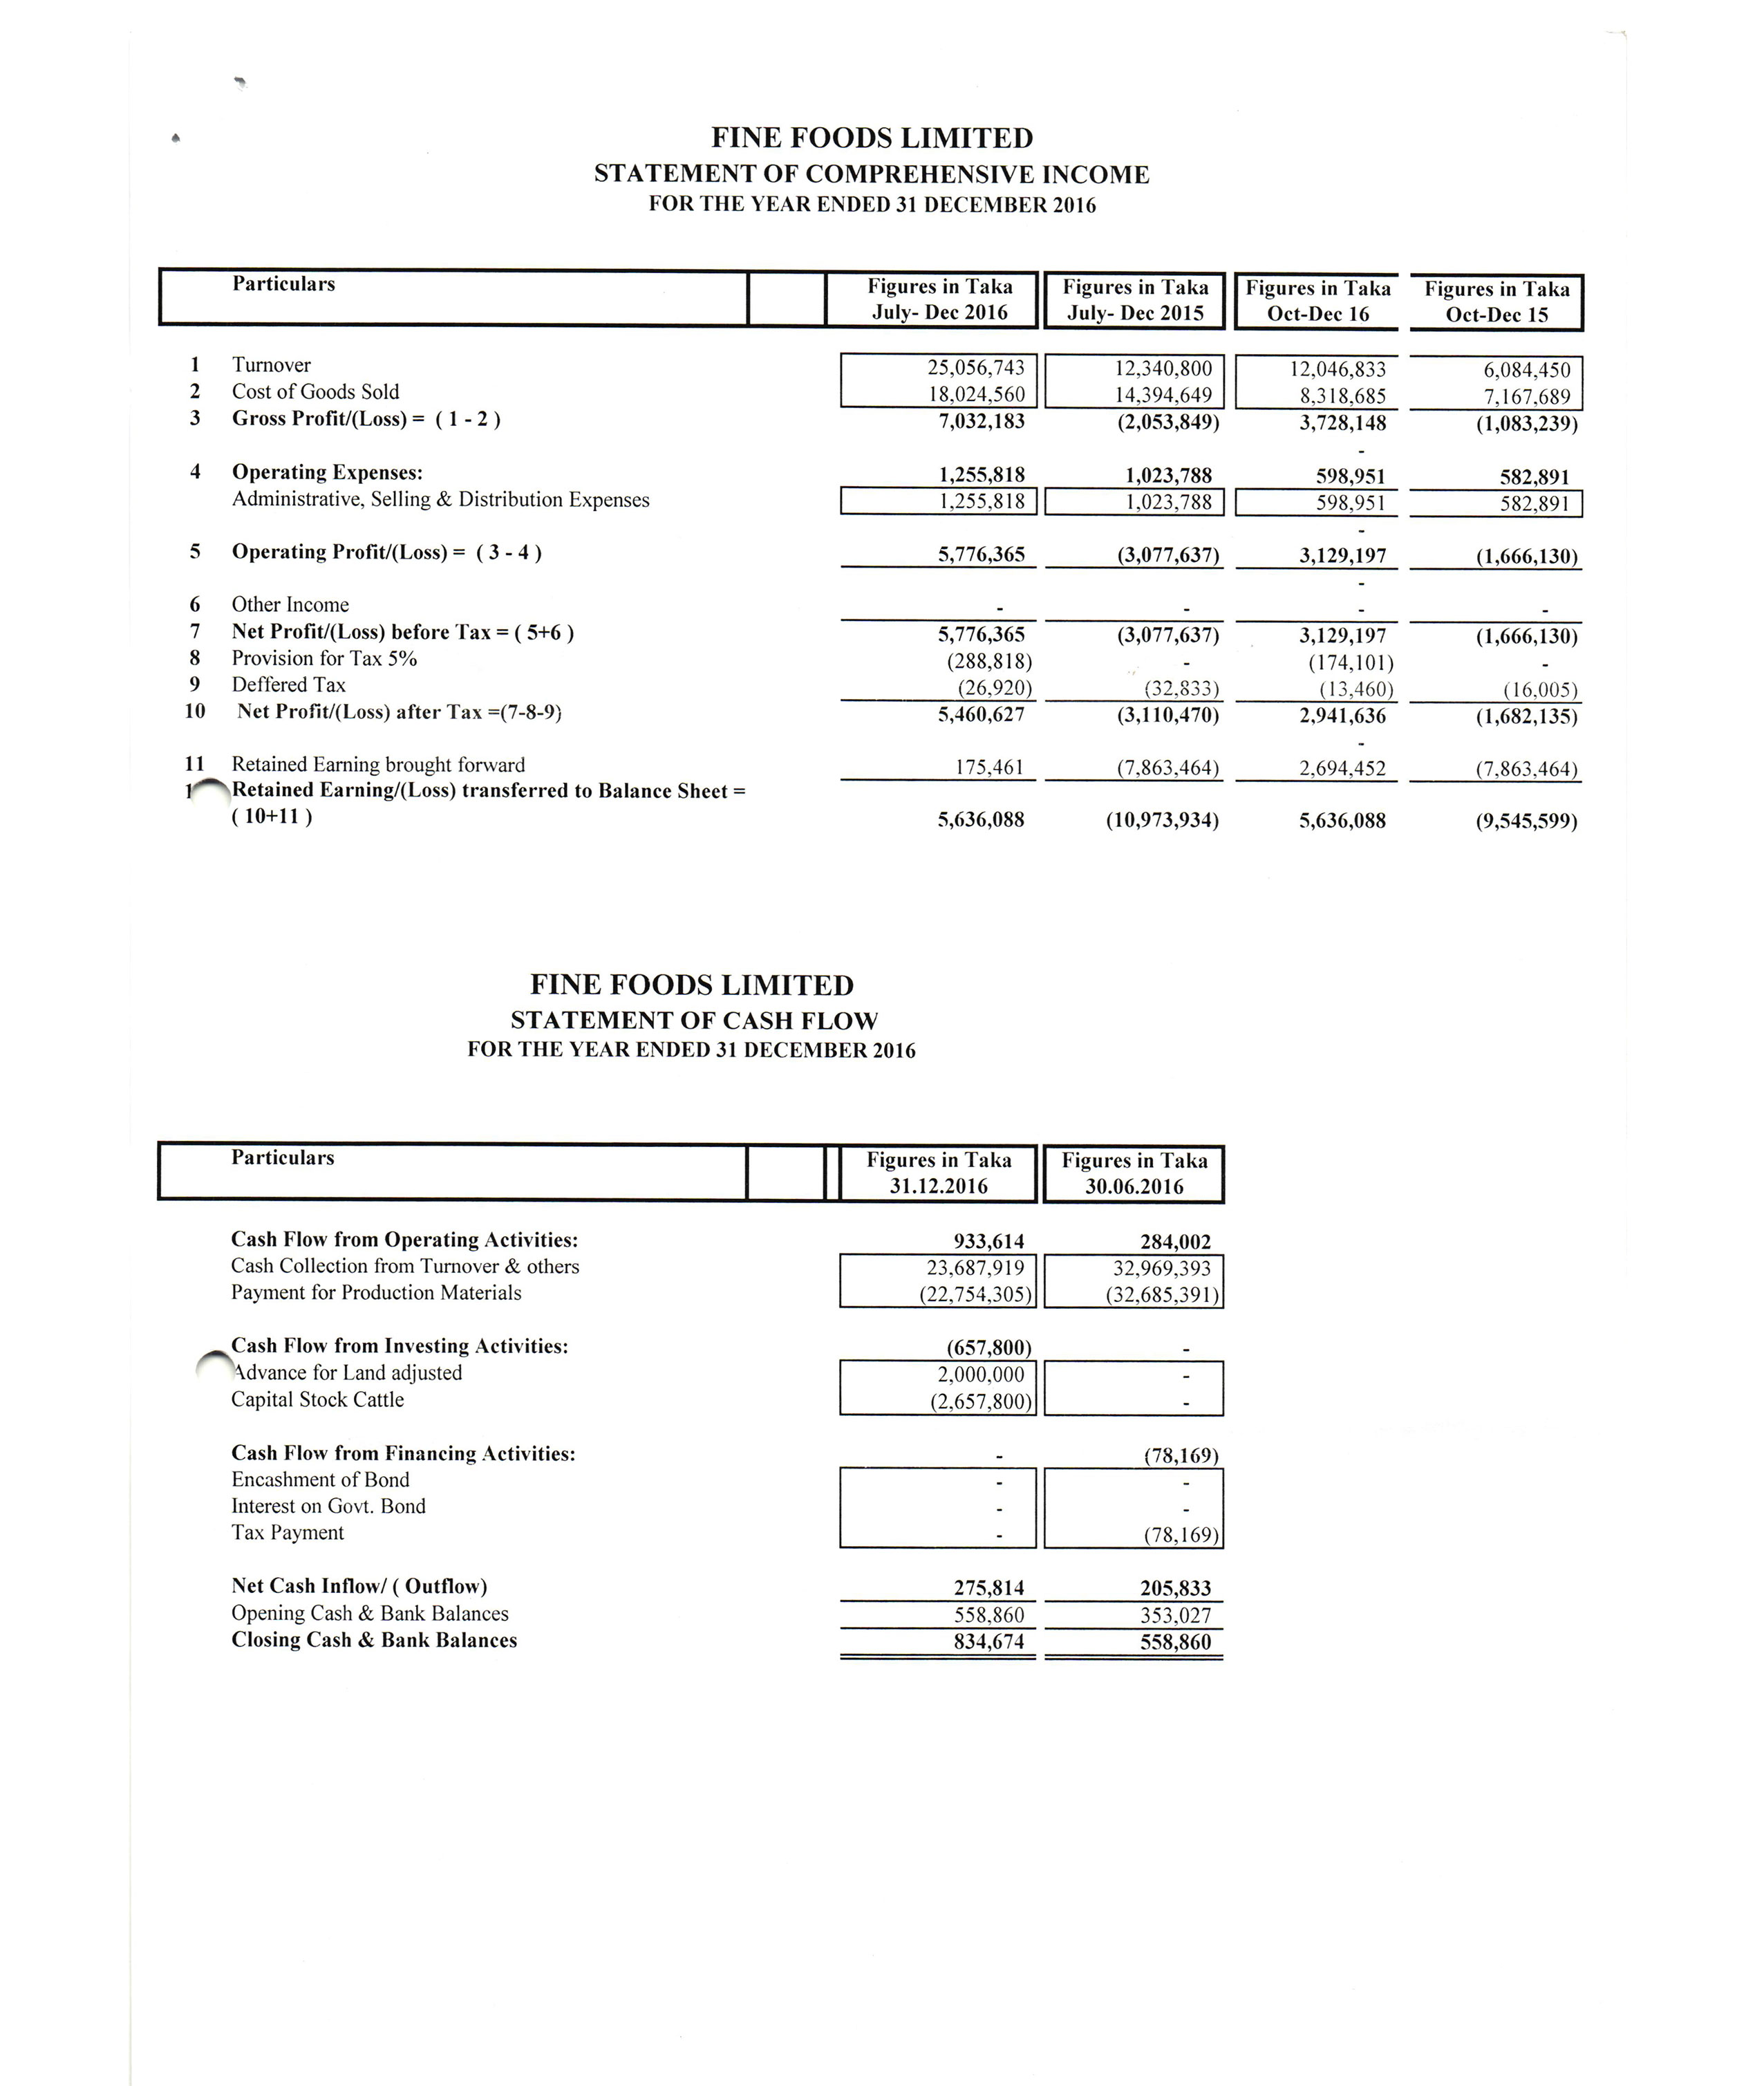 FINE FOODS LIMITED
STATEMENT OF COMPREHENSIVE INCOME
FOR THE YEAR ENDED 31 DECEMBER 2016
Particulars Figures in Taka July- Dec 2016 Figures in Taka July- Dec 2015 Figures in Taka Oct-Dec 16 Figures in Taka Oct-Dec 15
1 Turnover 25,056,743 12,340,800 12,046,833 6,084,450
2 Cost of Goods Sold 18,024,560 14,394,649 8,318,685 7,167,689
3 Gross Profit/(Loss) = ( 1 - 2 ) 7,032,183 (2,053,849) 3,728,148 (1,083,239)
-
4 Operating Expenses: 1,255,818 1,023,788 598,951 582,891
Administrative, Selling & Distribution Expenses 1,255,818 1,023,788 598,951 582,891
-
5 Operating Profit/(Loss) = ( 3 - 4 ) 5,776,365 (3,077,637) 3,129,197 (1,666,130)
-
6 Other Income - - - -
7 Net Profit/(Loss) before Tax = ( 5+6 ) 5,776,365 (3,077,637) 3,129,197 (1,666,130)
8 Provision for Tax 5% (288,818) - (174,101) -
9 Deffered Tax (26,920) (32,833) (13,460) (16,005)
10 Net Profit/(Loss) after Tax =(7-8-9) 5,460,627 (3,110,470) 2,941,636 (1,682,135)
-
11 Retained Earning brought forward 175,461 (7,863,464) 2,694,452 (7,863,464)
1 Retained Earning/(Loss) transferred to Balance Sheet =
( 10+11 ) 5,636,088 (10,973,934) 5,636,088 (9,545,599)
FINE FOODS LIMITED
STATEMENT OF CASH FLOW
FOR THE YEAR ENDED 31 DECEMBER 2016
Particulars Figures in Taka 31.12.2016 Figures in Taka 30.06.2016
Cash Flow from Operating Activities: 933,614 284,002
Cash Collection from Turnover & others 23,687,919 32,969,393
Payment for Production Materials (22,754,305) (32,685,391)
Cash Flow from Investing Activities: (657,800) -
Advance for Land adjusted 2,000,000 -
Capital Stock Cattle (2,657,800) -
Cash Flow from Financing Activities: - (78,169)
Encashment of Bond - -
Interest on Govt. Bond - -
Tax Payment - (78,169)
Net Cash Inflow/ ( Outflow) 275,814 205,833
Opening Cash & Bank Balances 558,860 353,027
Closing Cash & Bank Balances 834,674 558,860